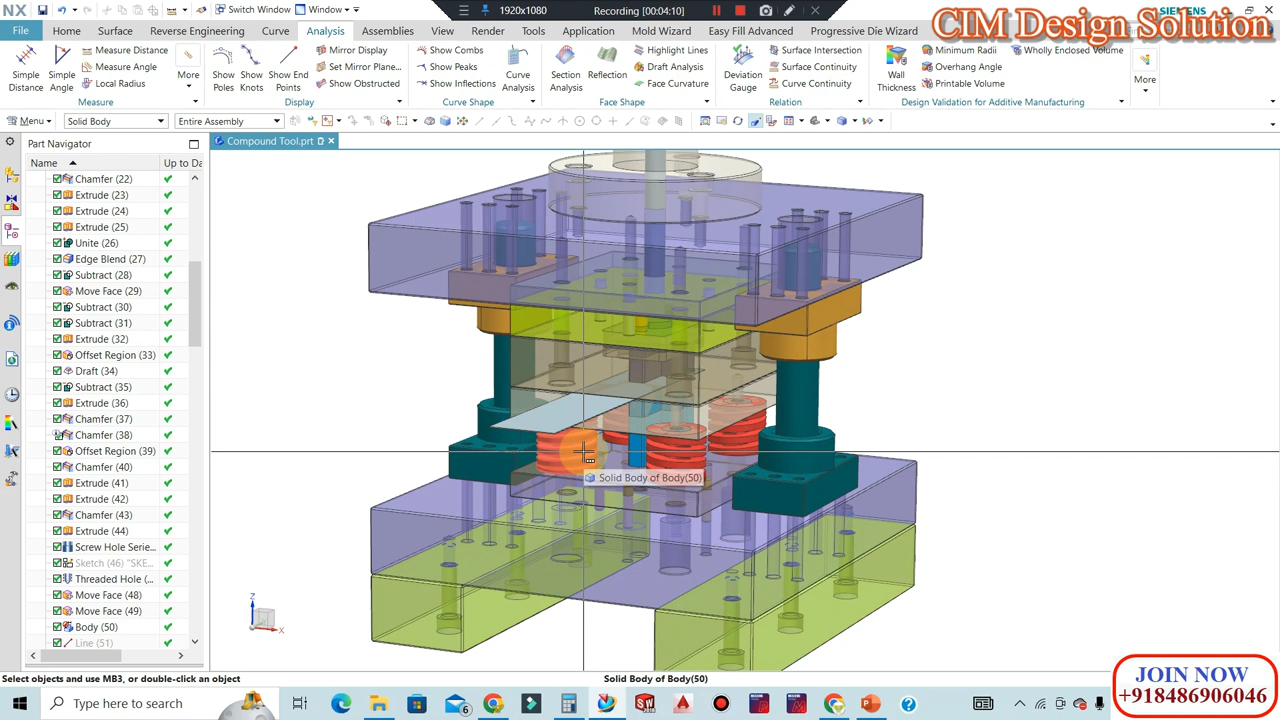 NX
Switch Window
Window
1920x1080
Recording [00:04:10]
SIEMENS
CIM Design Solution
File
Home
Surface
Reverse Engineering
Curve
Analysis
Assemblies
View
Render
Tools
Application
Mold Wizard
Easy Fill Advanced
Progressive Die Wizard
Simple Distance
Simple Angle
Measure Distance
Measure Angle
Local Radius
More
Measure
Show Poles
Show Knots
Show End Points
Mirror Display
Set Mirror Plane...
Show Obstructed
Display
Show Combs
Show Peaks
Show Inflections
Curve Analysis
Curve Shape
Section Analysis
Reflection
Highlight Lines
Draft Analysis
Face Curvature
Face Shape
Deviation Gauge
Surface Intersection
Surface Continuity
Curve Continuity
Relation
Wall Thickness
Minimum Radii
Overhang Angle
Printable Volume
Wholly Enclosed Volume
Design Validation for Additive Manufacturing
More
Menu
Solid Body
Entire Assembly
Part Navigator
Compound Tool.prt
Name
Up to Da
Chamfer (22)
Extrude (23)
Extrude (24)
Extrude (25)
Unite (26)
Edge Blend (27)
Subtract (28)
Move Face (29)
Subtract (30)
Subtract (31)
Extrude (32)
Offset Region (33)
Draft (34)
Subtract (35)
Extrude (36)
Chamfer (37)
Chamfer (38)
Offset Region (39)
Chamfer (40)
Extrude (41)
Extrude (42)
Chamfer (43)
Extrude (44)
Screw Hole Serie...
Sketch (46) "SKE...
Threaded Hole (...
Move Face (48)
Move Face (49)
Body (50)
Line (51)
Solid Body of Body(50)
Z
X
Select objects and use MB3, or double-click an object
Solid Body of Body(50)
JOIN NOW
+918486906046
Type here to search
6